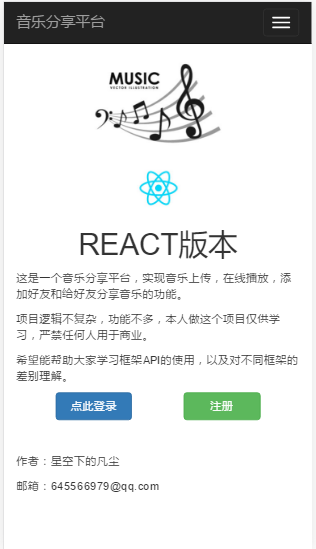 音乐分享平台
MUSIC
VECTOR ILLUSTRATION
REACT版本
这是一个音乐分享平台，实现音乐上传，在线播放，添
加好友和给好友分享音乐的功能。
项目逻辑不复杂，功能不多，本人做这个项目仅供学
习，严禁任何人用于商业。
希望能帮助大家学习框架API的使用，以及对不同框架的
差别理解。
点此登录 注册
作者：星空下的凡尘
邮箱：645566979@qq.com